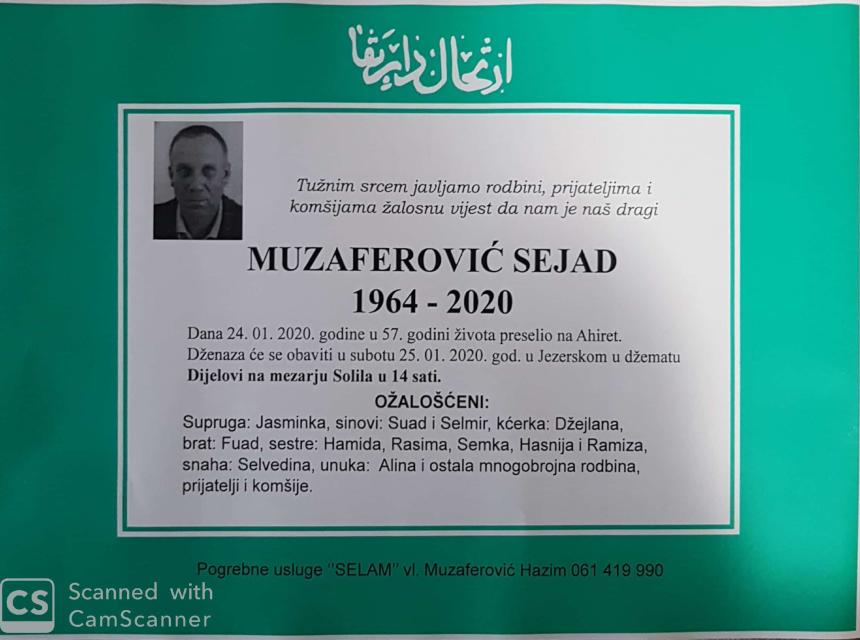 ارتحال دار بقا
Tužnim srcem javljamo rodbini, prijateljima i
komšijama žalosnu vijest da nam je naš dragi
MUZAFEROVIĆ SEJAD
1964 - 2020
Dana 24. 01. 2020. godine u 57. godini života preselio na Ahiret.
Dženaza će se obaviti u subotu 25. 01. 2020. god. u Jezerskom u džematu
Dijelovi na mezarju Solila u 14 sati.
OŽALOŠĆENI:
Supruga: Jasminka, sinovi: Suad i Selmir, kćerka: Džejlana,
brat: Fuad, sestre: Hamida, Rasima, Semka, Hasnija i Ramiza,
snaha: Selvedina, unuka: Alina i ostala mnogobrojna rodbina,
prijatelji i komšije.
Pogrebne usluge "SELAM" vl. Muzaferović Hazim 061 419 990
CS Scanned with
CamScanner